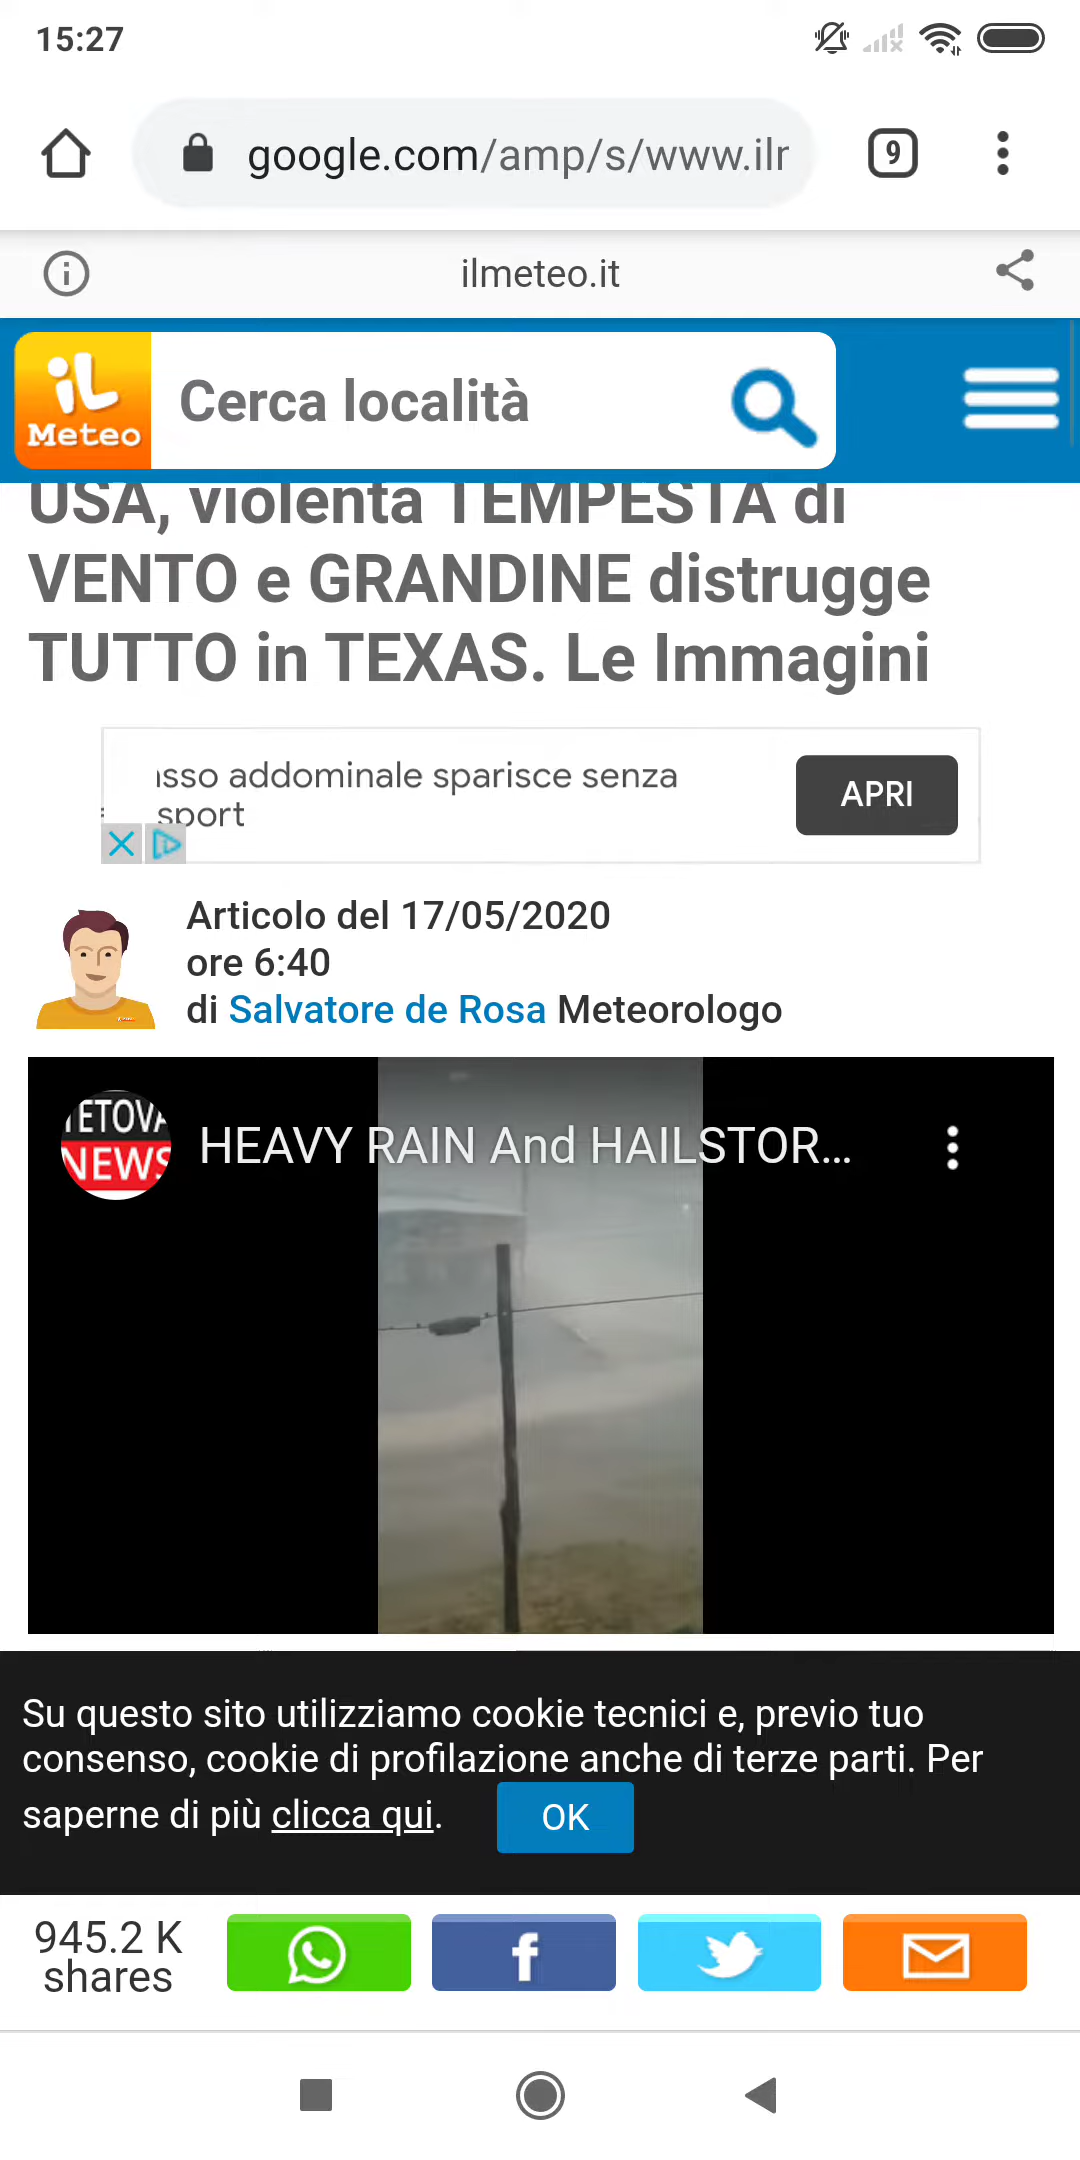 15:27
google.com/amp/s/www.ilr
9
ilmeteo.it
iL
Meteo
Cerca località
USA, violenta TEMPESTA di
VENTO e GRANDINE distrugge
TUTTO in TEXAS. Le Immagini
addominale sparisce senza
sport
APRI
Articolo del 17/05/2020
ore 6:40
di Salvatore de Rosa Meteorologo
NEWS
HEAVY RAIN And HAILSTOR...
Su questo sito utilizziamo cookie tecnici e, previo tuo
consenso, cookie di profilazione anche di terze parti. Per
saperne di più clicca qui.
OK
945.2 K
shares